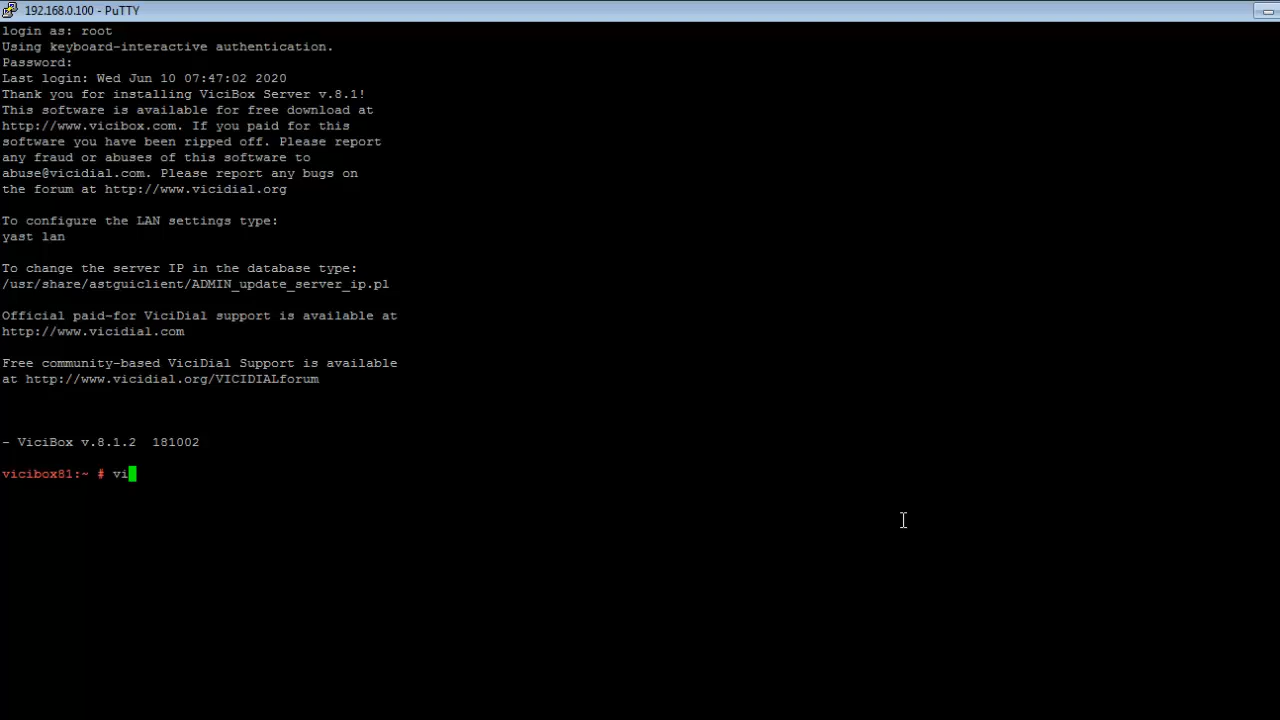 192.168.0.100 - PuTTY
login as: root
Using keyboard-interactive authentication.
Password:
Last login: Wed Jun 10 07:47:02 2020
Thank you for installing ViciBox Server v.8.1!
This software is available for free download at
http://www.vicibox.com. If you paid for this
software you have been ripped off. Please report
any fraud or abuses of this software to
abuse@vicidial.com. Please report any bugs on
the forum at http://www.vicidial.org
To configure the LAN settings type:
yast lan
To change the server IP in the database type:
/usr/share/astguiclient/ADMIN_update_server_ip.pl
Official paid-for ViciDial support is available at
http://www.vicidial.com
Free community-based ViciDial Support is available
at http://www.vicidial.org/VICIDIALforum
- ViciBox v.8.1.2  181002
vicibox81:~ # vi